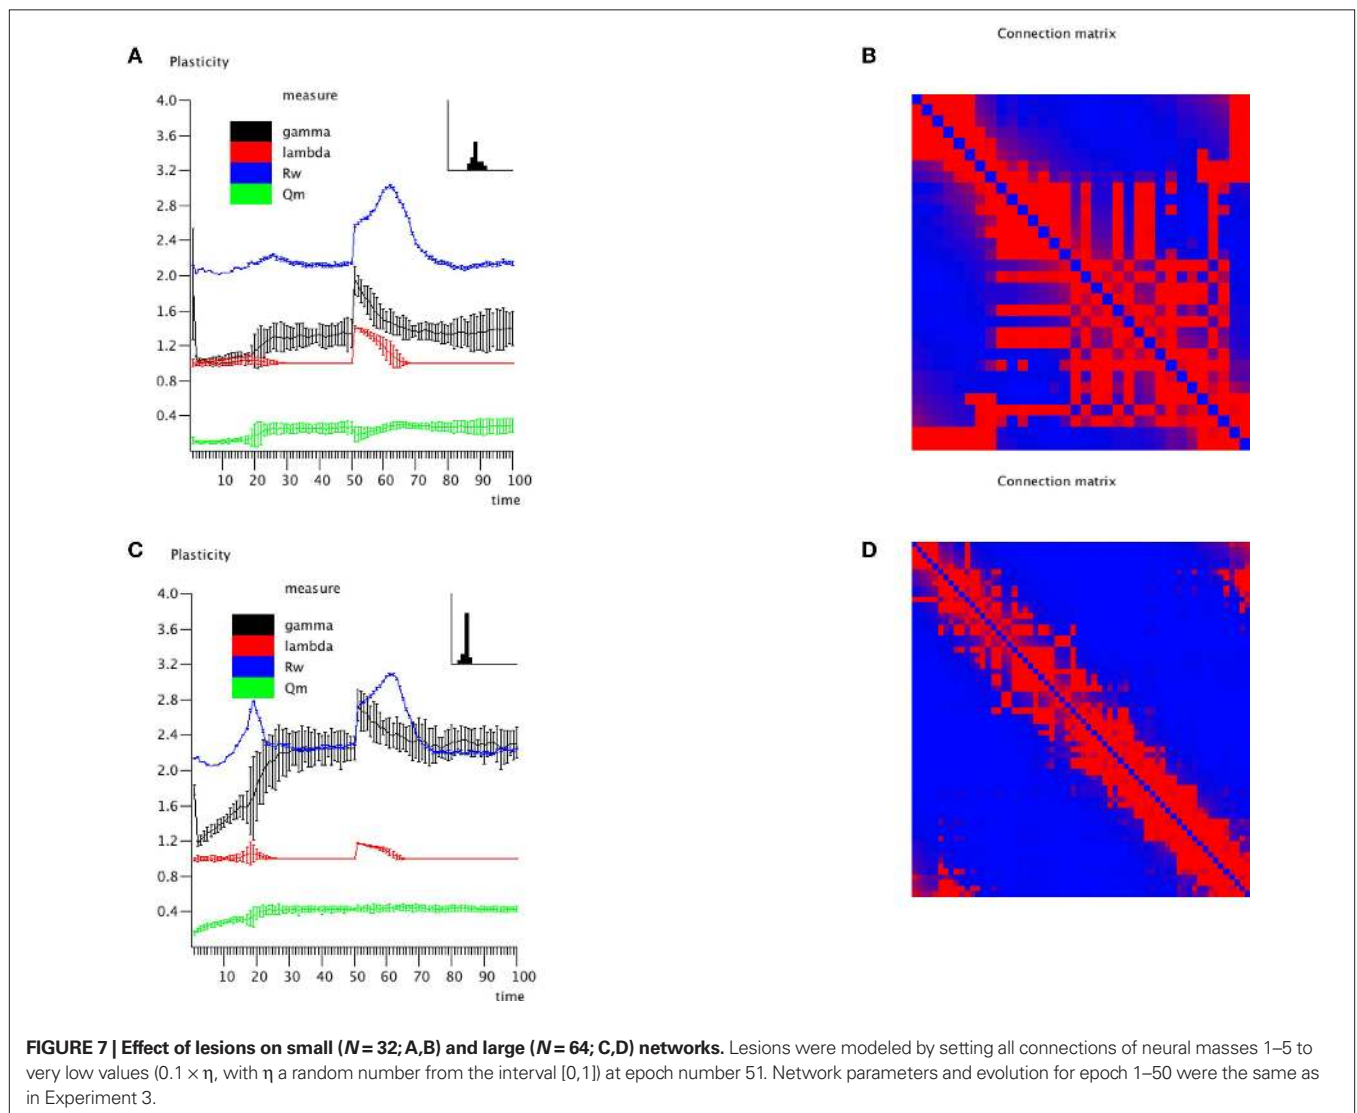 A
Plasticity
measure
gamma
lambda
Rw
Qm
4.0
3.6
3.2
2.8
2.4
2.0
1.6
1.2
0.8
0.4
10 20 30 40 50 60 70 80 90 100
time
Connection matrix
B
C
Plasticity
measure
gamma
lambda
Rw
Qm
4.0
3.6
3.2
2.8
2.4
2.0
1.6
1.2
0.8
0.4
10 20 30 40 50 60 70 80 90 100
time
Connection matrix
D
FIGURE 7 | Effect of lesions on small (N = 32; A,B) and large (N = 64; C,D) networks. Lesions were modeled by setting all connections of neural masses 1–5 to
very low values (0.1 × η, with η a random number from the interval [0,1]) at epoch number 51. Network parameters and evolution for epoch 1–50 were the same as
in Experiment 3.